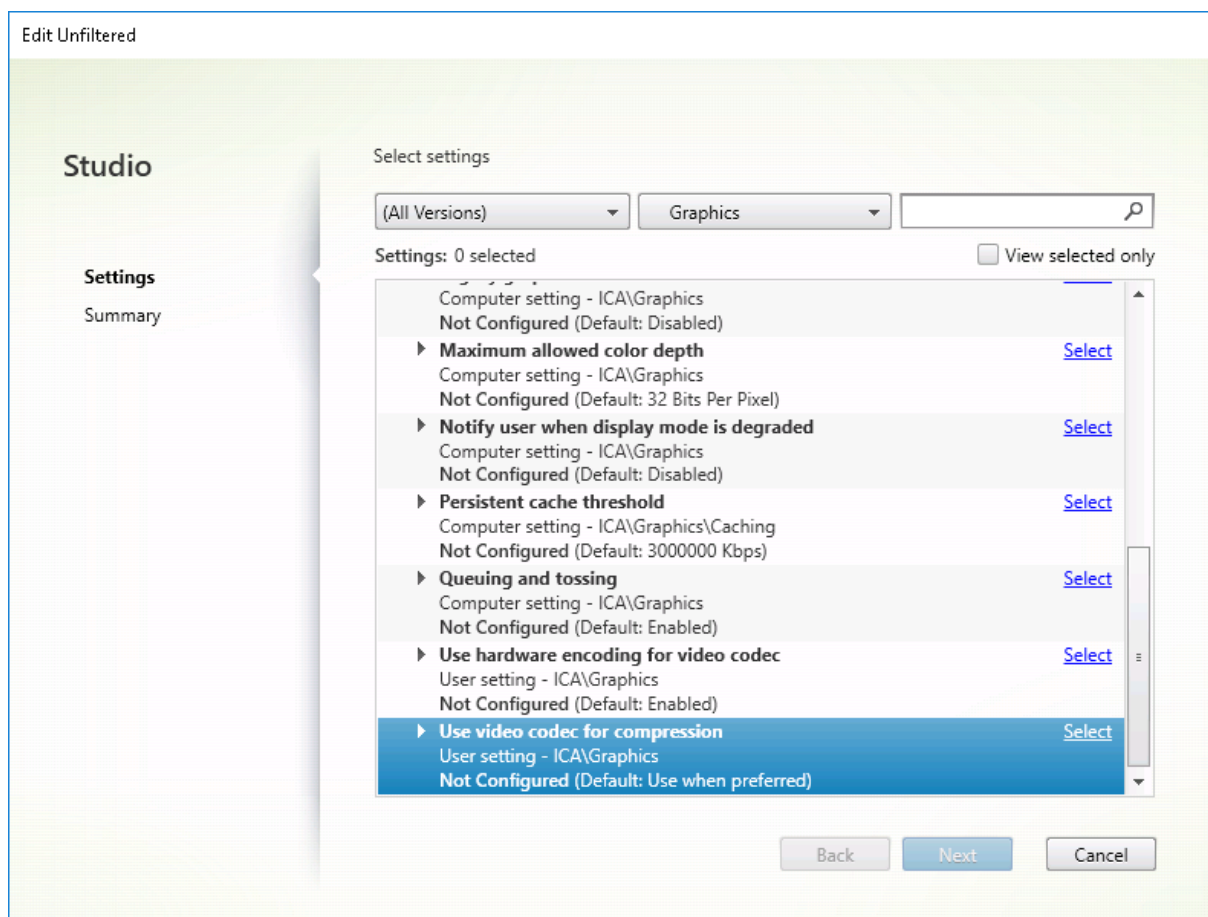 Edit Unfiltered
Studio
Settings
Summary
Select settings
(All Versions)
Graphics
Settings: 0 selected
View selected only
Computer setting - ICA\Graphics
Not Configured (Default: Disabled)
Maximum allowed color depth Select
Computer setting - ICA\Graphics
Not Configured (Default: 32 Bits Per Pixel)
Notify user when display mode is degraded Select
Computer setting - ICA\Graphics
Not Configured (Default: Disabled)
Persistent cache threshold Select
Computer setting - ICA\Graphics\Caching
Not Configured (Default: 3000000 Kbps)
Queuing and tossing Select
Computer setting - ICA\Graphics
Not Configured (Default: Enabled)
Use hardware encoding for video codec Select
User setting - ICA\Graphics
Not Configured (Default: Enabled)
Use video codec for compression Select
User setting - ICA\Graphics
Not Configured (Default: Use when preferred)
Back Next Cancel